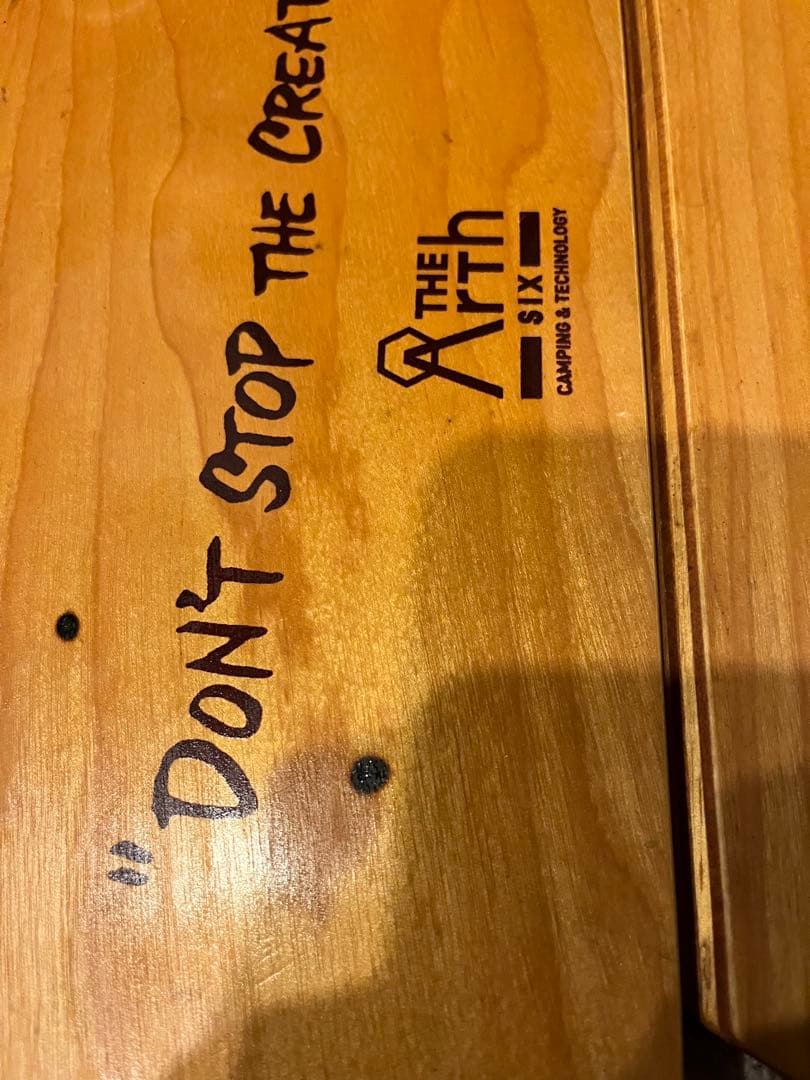 "DON'T STOP THE CREAT
THE
ArTh
SIX
CAMPING & TECHNOLOGY